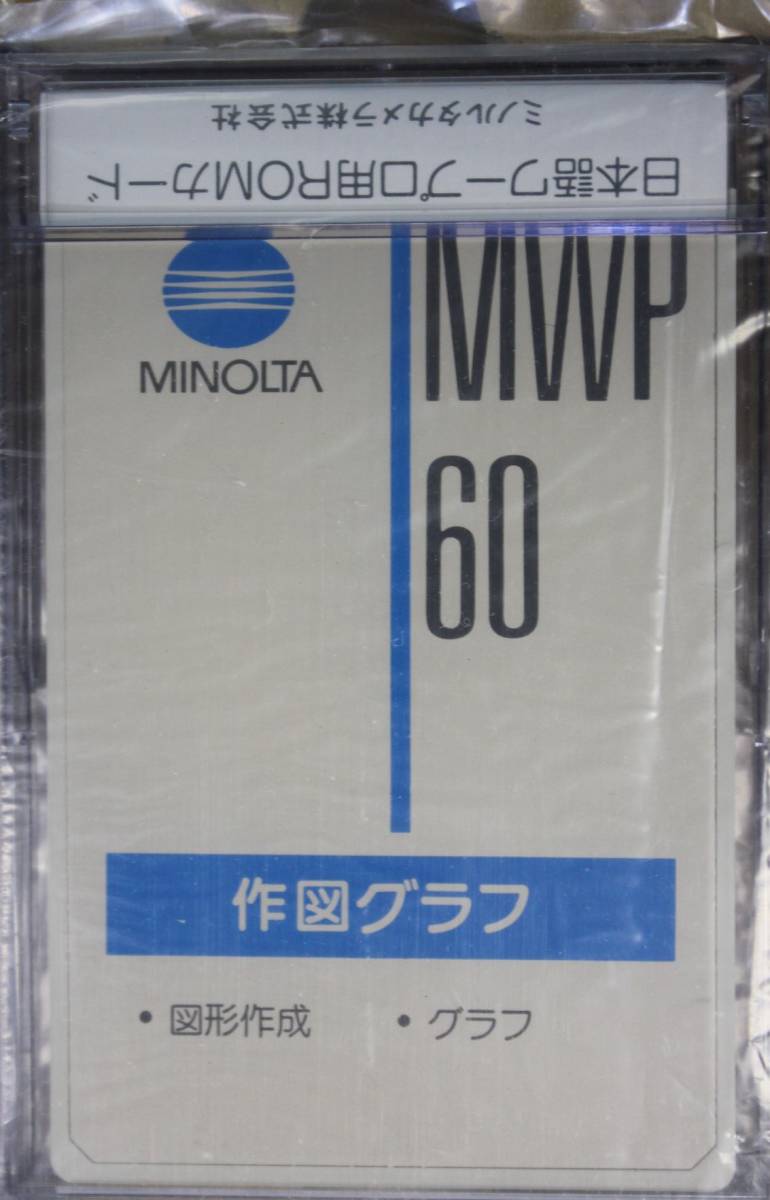 日本語ワープロ用ROMカード
ミノルタカメラ株式会社
MINOLTA
MWP
60
作図グラフ
• 図形作成 • グラフ